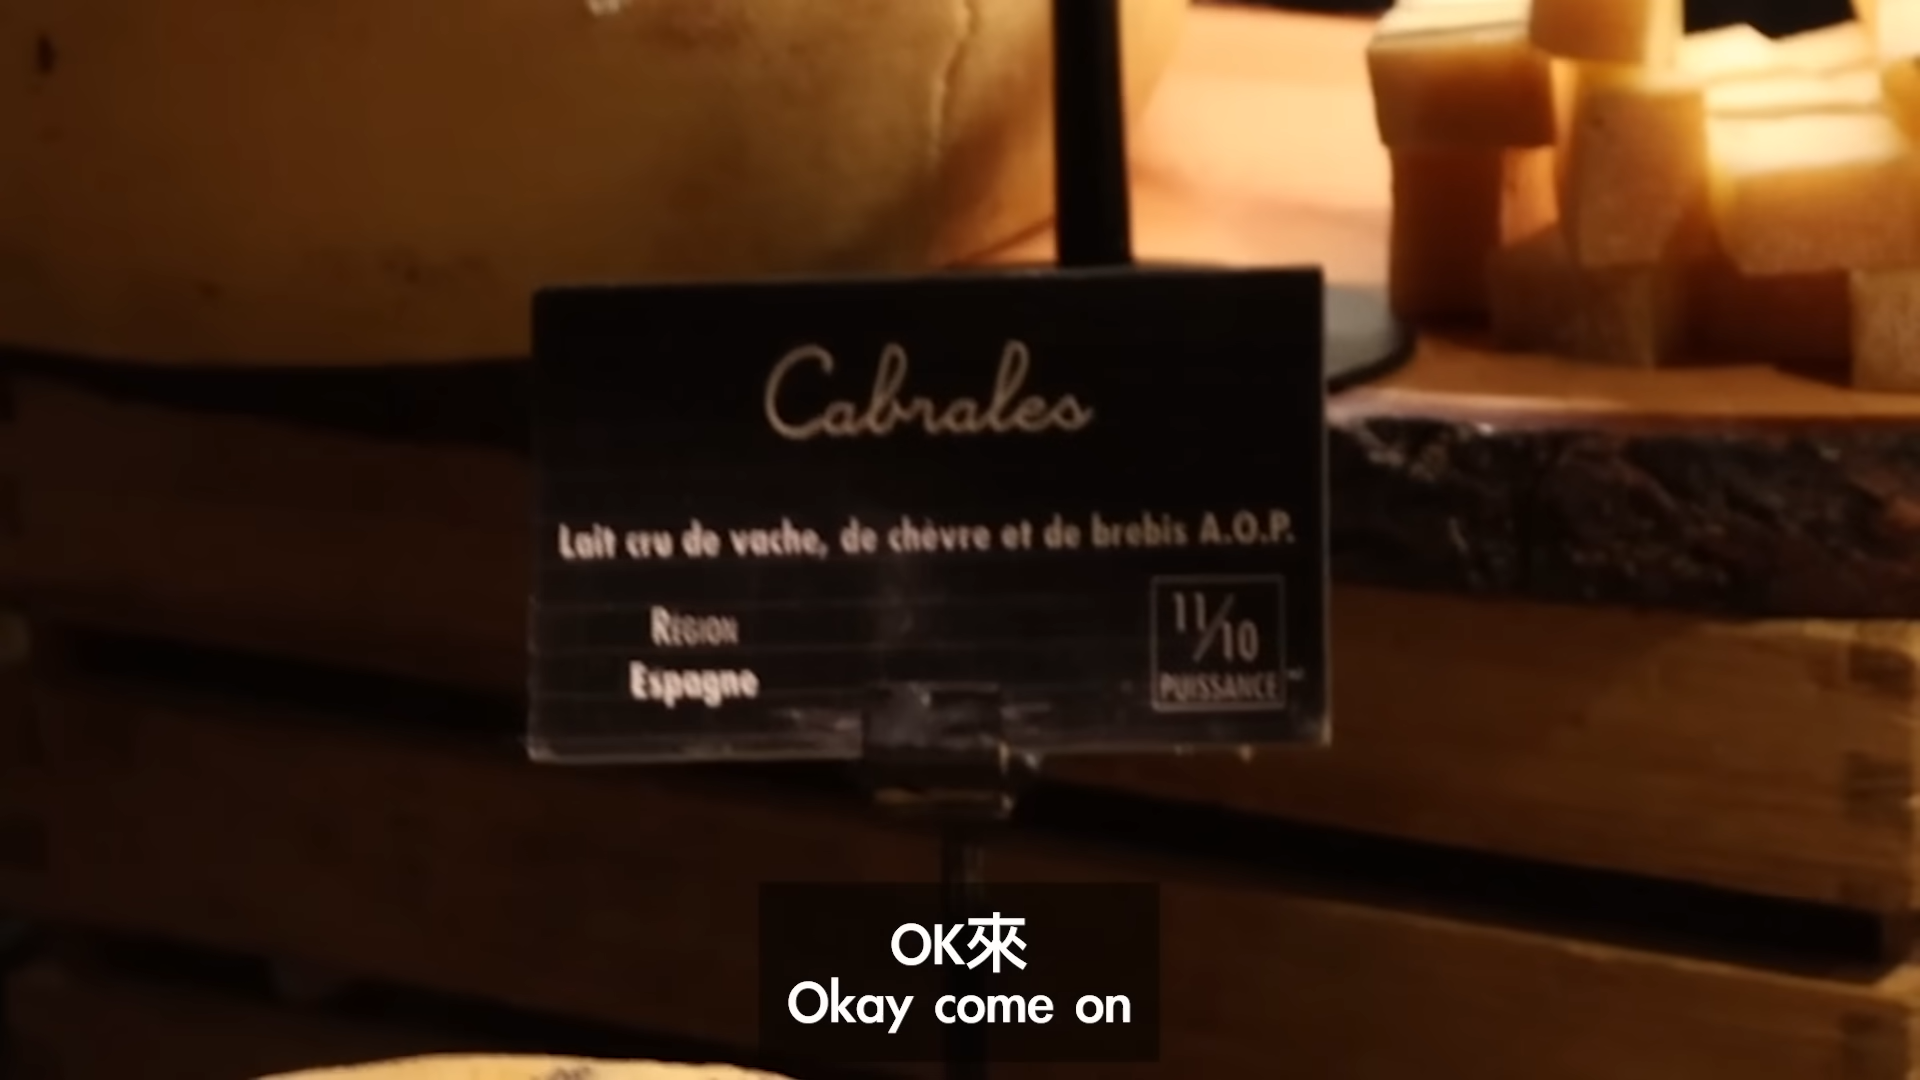 Cabrales
Lait cru de vache, de chèvre et de brebis A.O.P.
RÉGION
Espagne
11/10
PUISSANCE
OK來
Okay come on